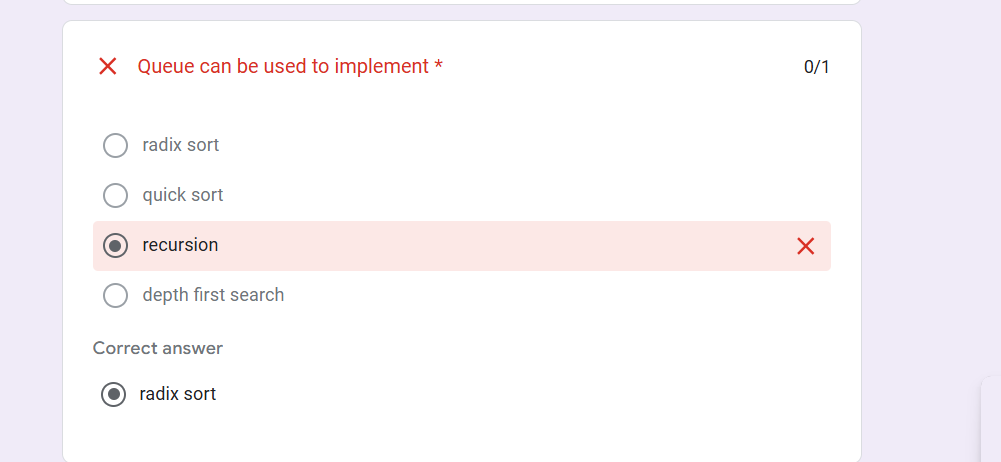 Queue can be used to implement *
0/1
radix sort
quick sort
recursion
depth first search
Correct answer
radix sort